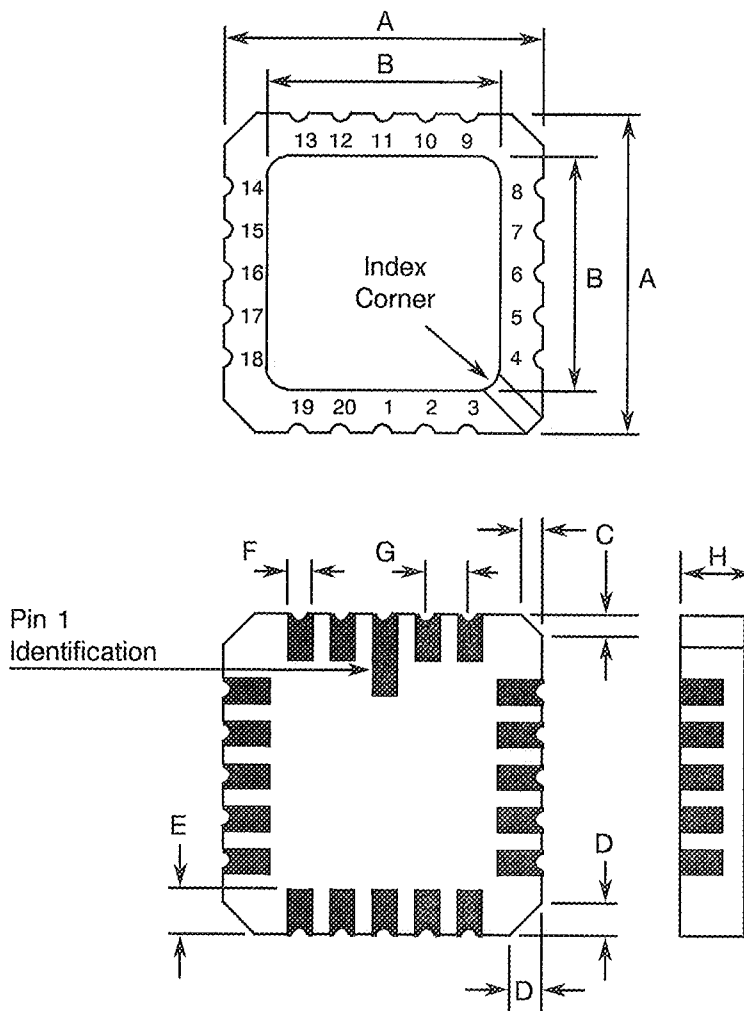 A
B
13 12 11 10 9
14 8
15 7
16 6
17 5
18 4
Index
Corner
B A
19 20 1 2 3
C
F G H
Pin 1
Identification
E
D
D